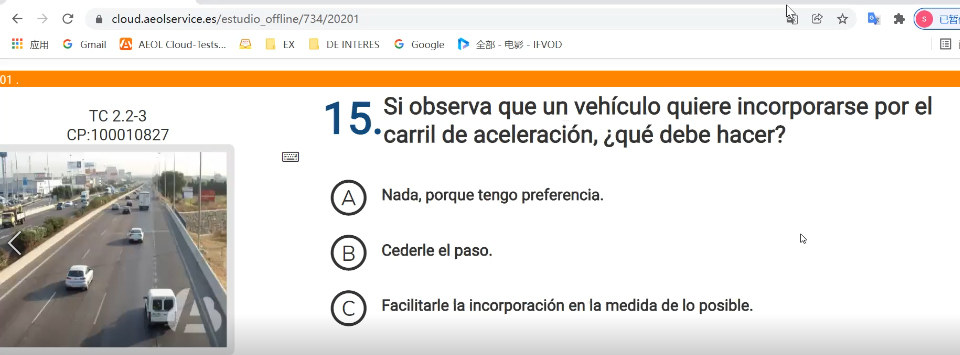 cloud.aeolservice.es/estudio_offline/734/20201
S
应用
Gmail
AEOL Cloud-Tests...
EX
DE INTERES
Google
全部 - 电影 - IFVOD
01 .
TC 2.2-3
CP:100010827
15.
Si observa que un vehículo quiere incorporarse por el
carril de aceleración, ¿qué debe hacer?
A Nada, porque tengo preferencia.
B Cederle el paso.
C Facilitarle la incorporación en la medida de lo posible.